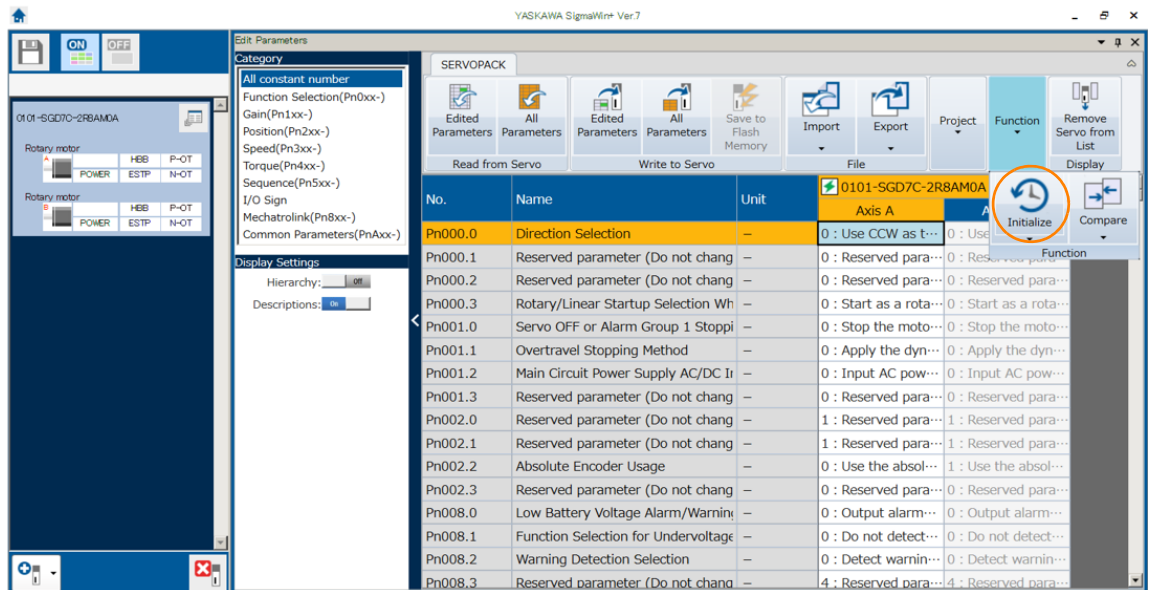 YASKAWA SigmaWin+ Ver.7
ON
OFF
0101-SGD7C-2R8AM0A
Rotary motor
A
HBB P-OT
POWER ESTP N-OT
Rotary motor
B
HBB P-OT
POWER ESTP N-OT
Edit Parameters
Category
All constant number
Function Selection(Pn0xx-)
Gain(Pn1xx-)
Position(Pn2xx-)
Speed(Pn3xx-)
Torque(Pn4xx-)
Sequence(Pn5xx-)
I/O Sign
Mechatrolink(Pn8xx-)
Common Parameters(PnAxx-)
Display Settings
Hierarchy: Off
Descriptions: On
SERVOPACK
Edited Parameters
All Parameters
Read from Servo
Edited Parameters
All Parameters
Save to Flash Memory
Write to Servo
Import
Export
File
Project
Function
Remove Servo from List
Display
Initialize
Compare
Function
No. Name Unit 0101-SGD7C-2R8AM0A
Axis A A
Pn000.0 Direction Selection – 0 : Use CCW as t··· 0 : Use
Pn000.1 Reserved parameter (Do not chang – 0 : Reserved para··· 0 : Reserved para···
Pn000.2 Reserved parameter (Do not chang – 0 : Reserved para··· 0 : Reserved para···
Pn000.3 Rotary/Linear Startup Selection Wh – 0 : Start as a rota··· 0 : Start as a rota···
Pn001.0 Servo OFF or Alarm Group 1 Stoppi – 0 : Stop the moto··· 0 : Stop the moto···
Pn001.1 Overtravel Stopping Method – 0 : Apply the dyn··· 0 : Apply the dyn···
Pn001.2 Main Circuit Power Supply AC/DC Ir – 0 : Input AC pow··· 0 : Input AC pow···
Pn001.3 Reserved parameter (Do not chang – 0 : Reserved para··· 0 : Reserved para···
Pn002.0 Reserved parameter (Do not chang – 1 : Reserved para··· 1 : Reserved para···
Pn002.1 Reserved parameter (Do not chang – 1 : Reserved para··· 1 : Reserved para···
Pn002.2 Absolute Encoder Usage – 0 : Use the absol··· 1 : Use the absol···
Pn002.3 Reserved parameter (Do not chang – 0 : Reserved para··· 0 : Reserved para···
Pn008.0 Low Battery Voltage Alarm/Warning – 0 : Output alarm··· 0 : Output alarm···
Pn008.1 Function Selection for Undervoltage – 0 : Do not detect··· 0 : Do not detect···
Pn008.2 Warning Detection Selection – 0 : Detect warnin··· 0 : Detect warnin···
Pn008.3 Reserved parameter (Do not chang – 4 : Reserved para··· 4 : Reserved para···